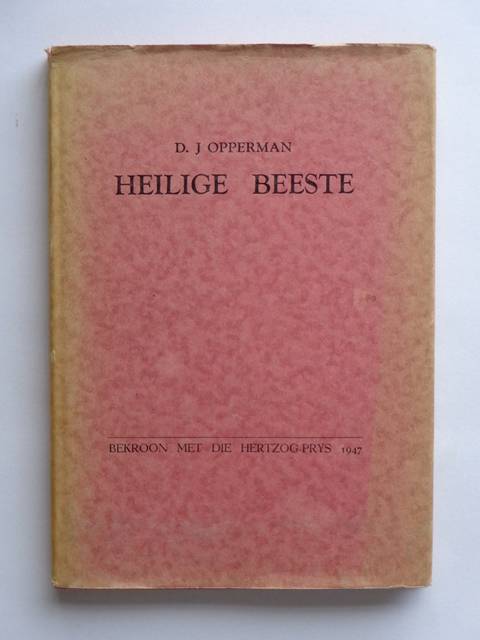 D. J OPPERMAN
HEILIGE BEESTE
BEKROON MET DIE HERTZOG-PRYS 1947